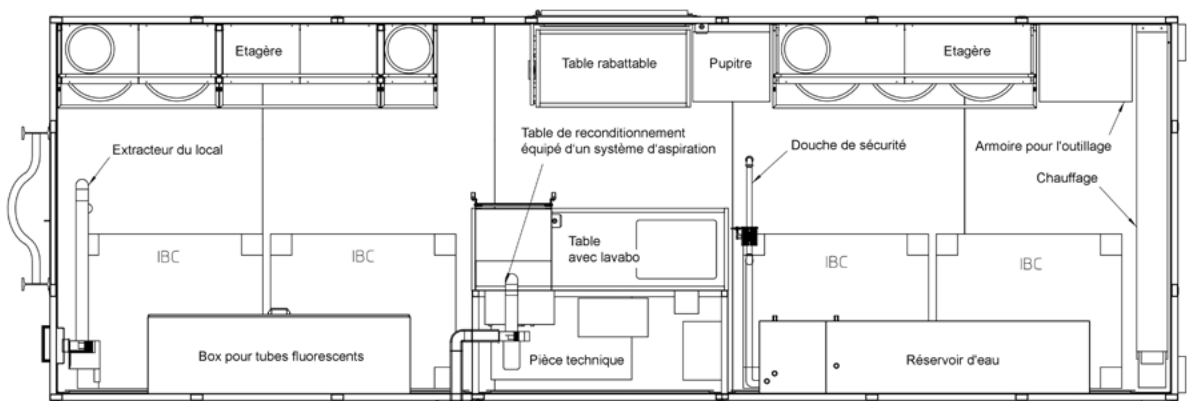 Etagère
Table rabattable
Pupitre
Etagère
Extracteur du local
Table de reconditionnement
équipé d'un système d'aspiration
Douche de sécurité
Armoire pour l'outillage
Chauffage
IBC
IBC
Table
avec lavabo
IBC
IBC
Box pour tubes fluorescents
Pièce technique
Réservoir d'eau